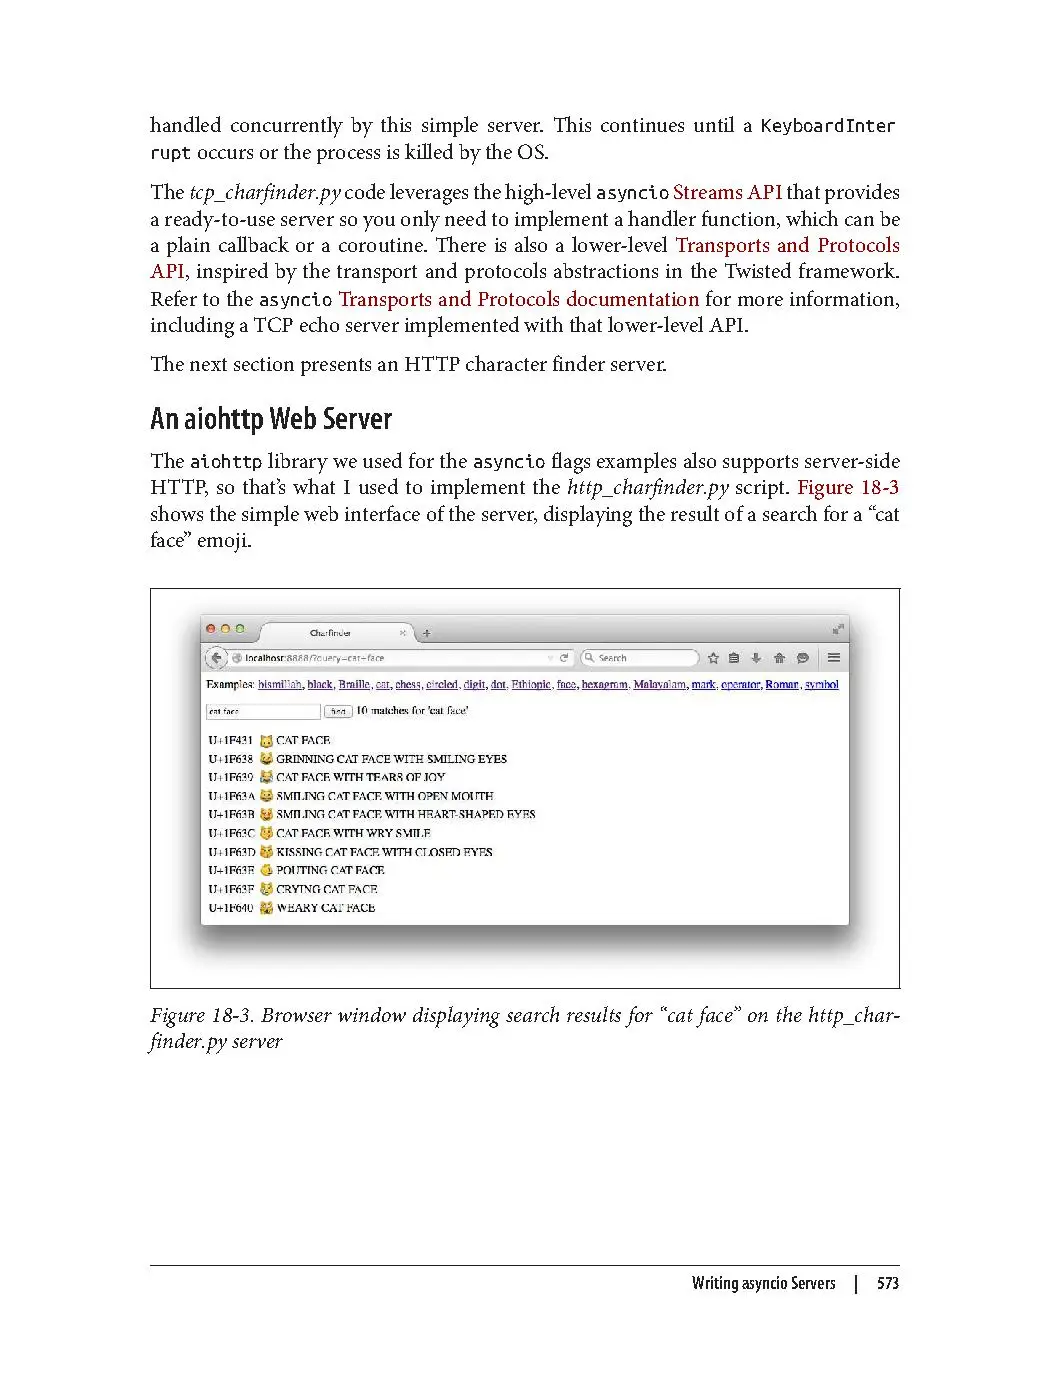 handled concurrently by this simple server. This continues until a KeyboardInter
rupt occurs or the process is killed by the OS.
The tcp_charfinder.py code leverages the high-level asyncio Streams API that provides
a ready-to-use server so you only need to implement a handler function, which can be
a plain callback or a coroutine. There is also a lower-level Transports and Protocols
API, inspired by the transport and protocols abstractions in the Twisted framework.
Refer to the asyncio Transports and Protocols documentation for more information,
including a TCP echo server implemented with that lower-level API.
The next section presents an HTTP character finder server.
An aiohttp Web Server
The aiohttp library we used for the asyncio flags examples also supports server-side
HTTP, so that’s what I used to implement the http_charfinder.py script. Figure 18-3
shows the simple web interface of the server, displaying the result of a search for a “cat
face” emoji.
Charfinder
localhost:8888/?query=cat+face
Search
Examples: bismillah, black, Braille, cat, chess, circled, digit, dot, Ethiopic, face, hexagram, Malayalam, mark, operator, Roman, symbol
cat face find 10 matches for 'cat face'
U+1F431 🐱 CAT FACE
U+1F638 😸 GRINNING CAT FACE WITH SMILING EYES
U+1F639 😹 CAT FACE WITH TEARS OF JOY
U+1F63A 😺 SMILING CAT FACE WITH OPEN MOUTH
U+1F63B 😻 SMILING CAT FACE WITH HEART-SHAPED EYES
U+1F63C 😼 CAT FACE WITH WRY SMILE
U+1F63D 😽 KISSING CAT FACE WITH CLOSED EYES
U+1F63E 😾 POUTING CAT FACE
U+1F63F 😿 CRYING CAT FACE
U+1F640 🙀 WEARY CAT FACE
Figure 18-3. Browser window displaying search results for “cat face” on the http_char-
finder.py server
Writing asyncio Servers | 573